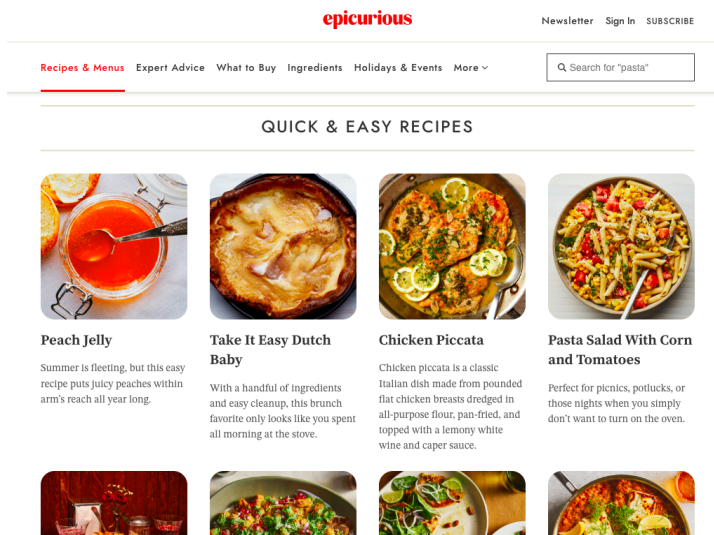 epicurious
Newsletter Sign In SUBSCRIBE
Recipes & Menus Expert Advice What to Buy Ingredients Holidays & Events More
Search for "pasta"
QUICK & EASY RECIPES
Peach Jelly
Summer is fleeting, but this easy
recipe puts juicy peaches within
arm's reach all year long.
Take It Easy Dutch
Baby
With a handful of ingredients
and easy cleanup, this brunch
favorite only looks like you spent
all morning at the stove.
Chicken Piccata
Chicken piccata is a classic
Italian dish made from pounded
flat chicken breasts dredged in
all-purpose flour, pan-fried, and
topped with a lemony white
wine and caper sauce.
Pasta Salad With Corn
and Tomatoes
Perfect for picnics, potlucks, or
those nights when you simply
don't want to turn on the oven.